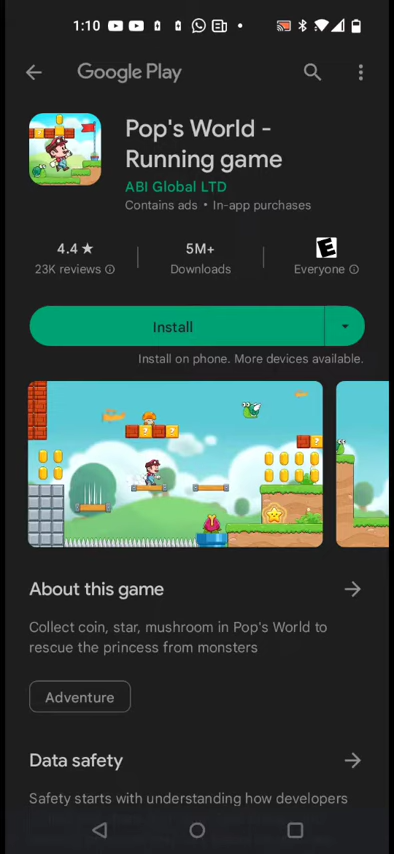 1:10
Google Play
Pop's World -
Running game
ABI Global LTD
Contains ads • In-app purchases
4.4 ★
23K reviews
5M+
Downloads
E
Everyone
Install
Install on phone. More devices available.
About this game
Collect coin, star, mushroom in Pop's World to
rescue the princess from monsters
Adventure
Data safety
Safety starts with understanding how developers